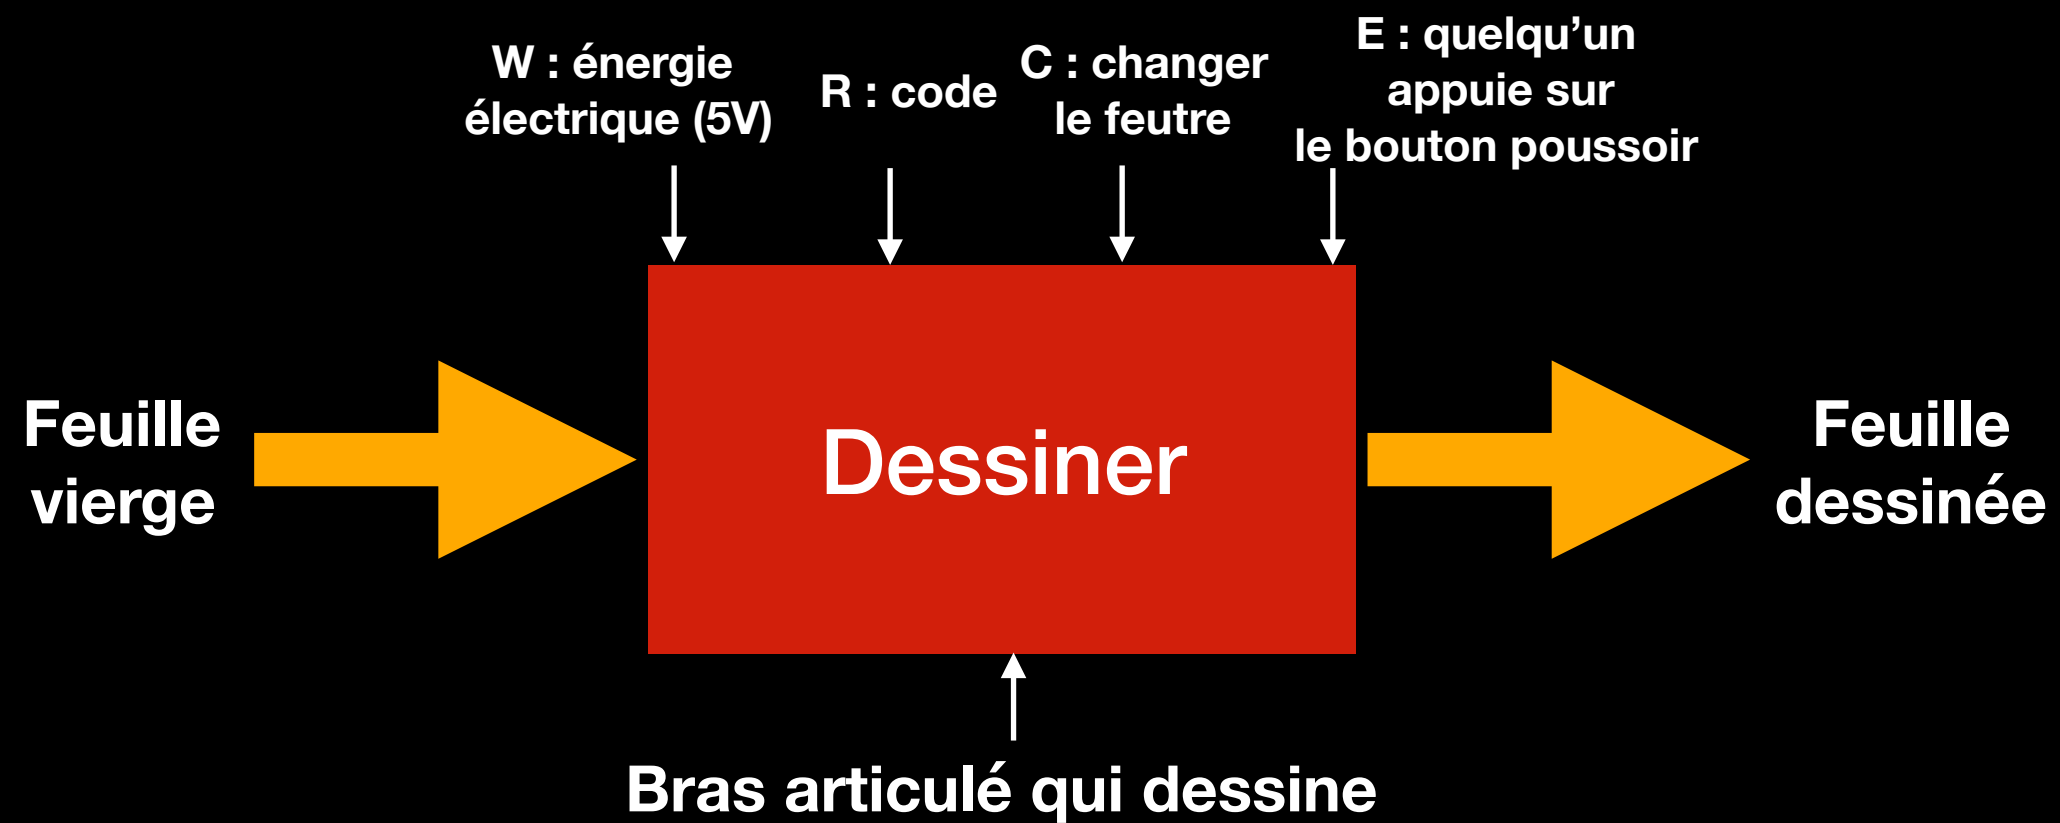 W : énergie
électrique (5V)
R : code
C : changer
le feutre
E : quelqu’un
appuie sur
le bouton poussoir
Feuille
vierge
Dessiner
Feuille
dessinée
Bras articulé qui dessine